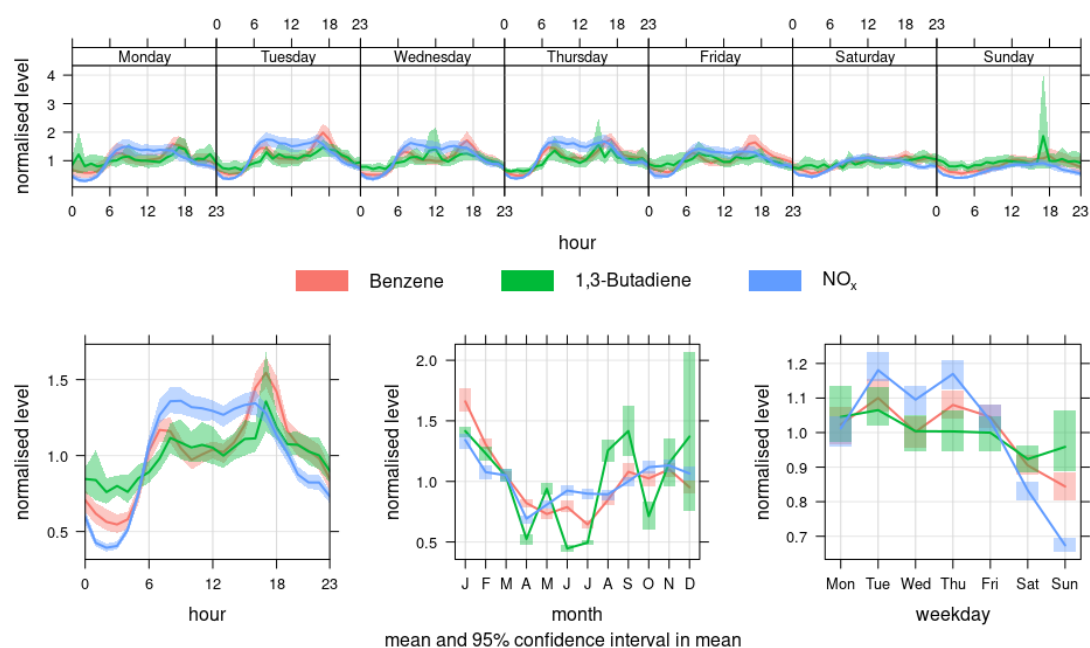 0 6 12 18 23 0 6 12 18 23 0 6 12 18 23
Monday Tuesday Wednesday Thursday Friday Saturday Sunday
normalised level
4
3
2
1
0 6 12 18 23 0 6 12 18 23 0 6 12 18 23 0 6 12 18 23
hour
Benzene 1,3-Butadiene NOx
normalised level
1.5
1.0
0.5
0 6 12 18 23
hour
normalised level
2.0
1.5
1.0
0.5
J F M A M J J A S O N D
month
normalised level
1.2
1.1
1.0
0.9
0.8
0.7
Mon Tue Wed Thu Fri Sat Sun
weekday
mean and 95% confidence interval in mean